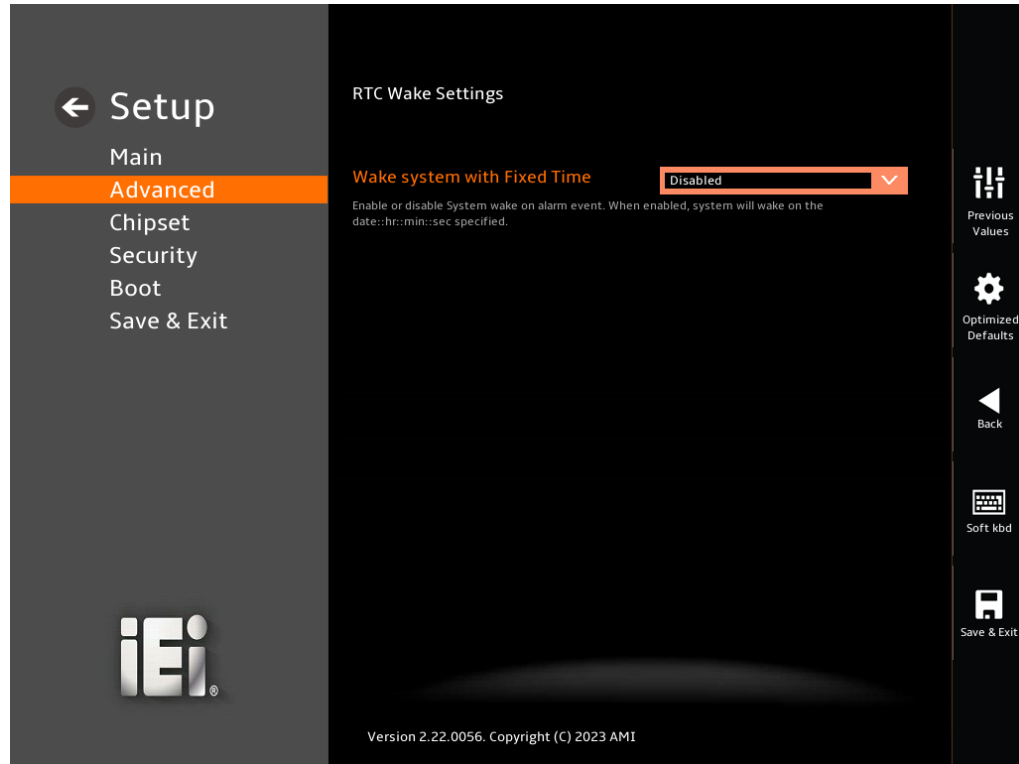 Setup
Main
Advanced
Chipset
Security
Boot
Save & Exit
RTC Wake Settings
Wake system with Fixed Time
Disabled
Enable or disable System wake on alarm event. When enabled, system will wake on the
date::hr::min::sec specified.
Previous
Values
Optimized
Defaults
Back
Soft kbd
Save & Exit
iEi®
Version 2.22.0056. Copyright (C) 2023 AMI